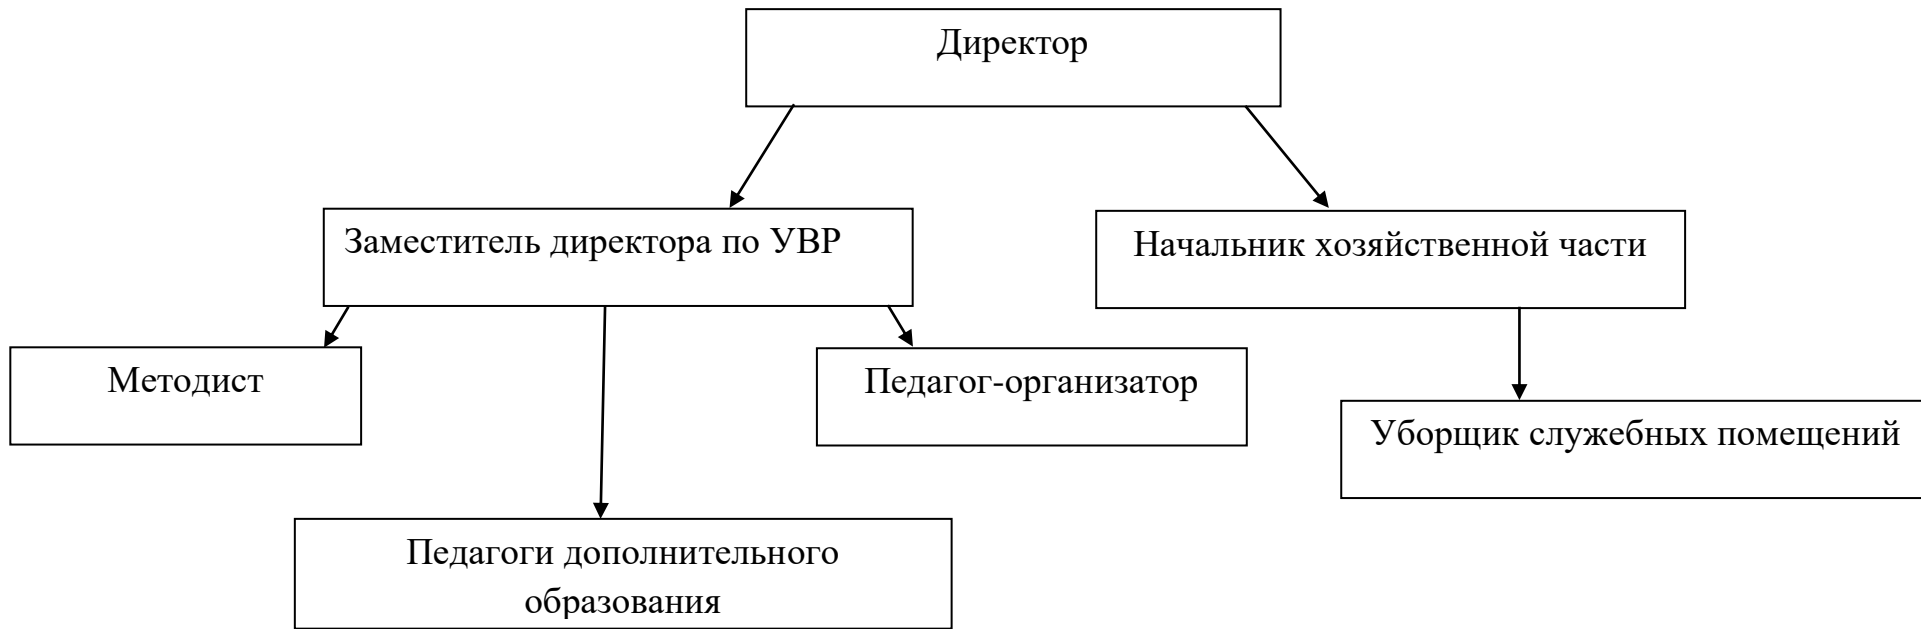 Директор
Заместитель директора по УВР
Начальник хозяйственной части
Методист
Педагог-организатор
Уборщик служебных помещений
Педагоги дополнительного
образования